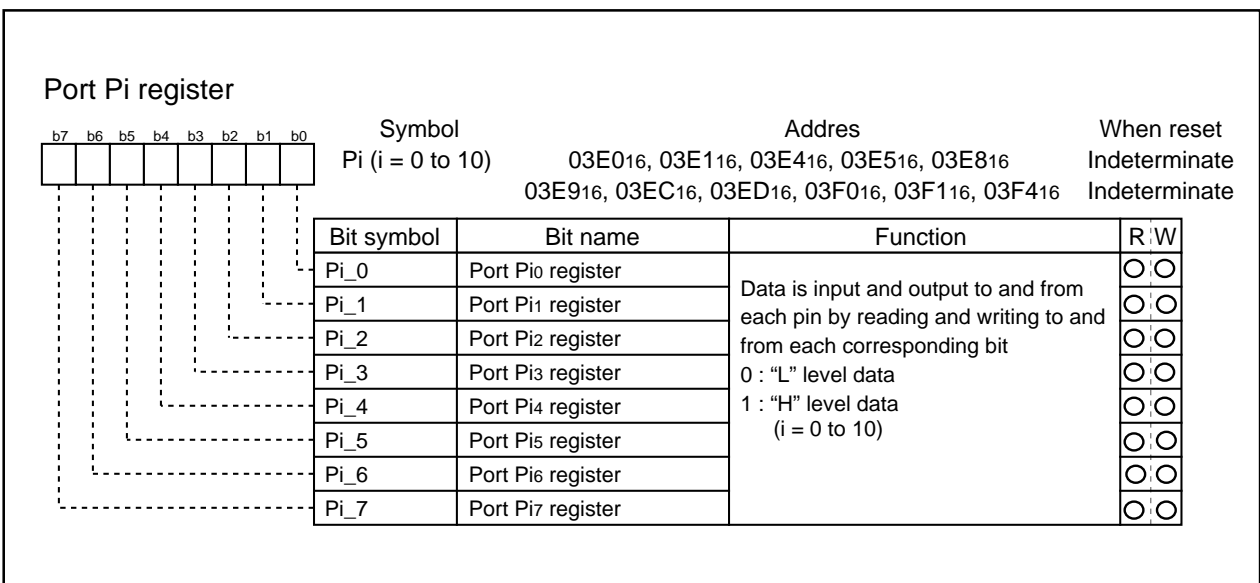 Port Pi register
b7 b6 b5 b4 b3 b2 b1 b0
Symbol Addres When reset
Pi (i = 0 to 10) 03E016, 03E116, 03E416, 03E516, 03E816 Indeterminate
03E916, 03EC16, 03ED16, 03F016, 03F116, 03F416 Indeterminate
Bit symbol Bit name Function R W
Pi_0 Port Pi0 register
Pi_1 Port Pi1 register
Pi_2 Port Pi2 register
Pi_3 Port Pi3 register
Pi_4 Port Pi4 register
Pi_5 Port Pi5 register
Pi_6 Port Pi6 register
Pi_7 Port Pi7 register
Data is input and output to and from
each pin by reading and writing to and
from each corresponding bit
0 : “L” level data
1 : “H” level data
(i = 0 to 10)